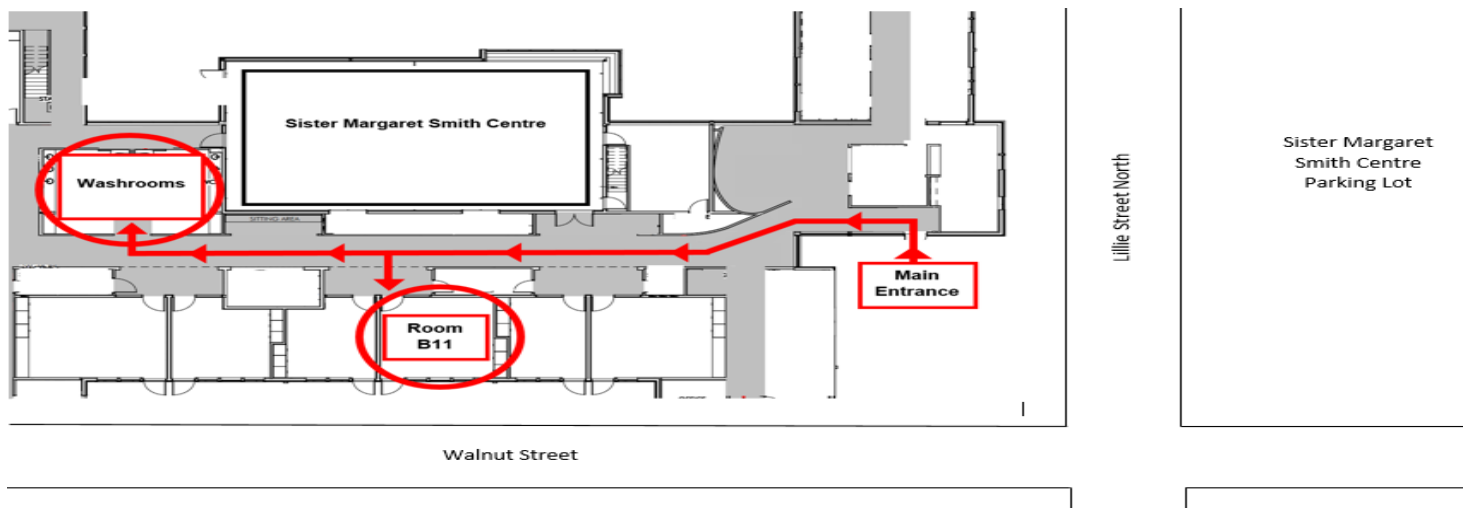 Sister Margaret Smith Centre
Washrooms
SITTING AREA
Main
Entrance
Room
B11
Walnut Street
Lillie Street North
Sister Margaret
Smith Centre
Parking Lot